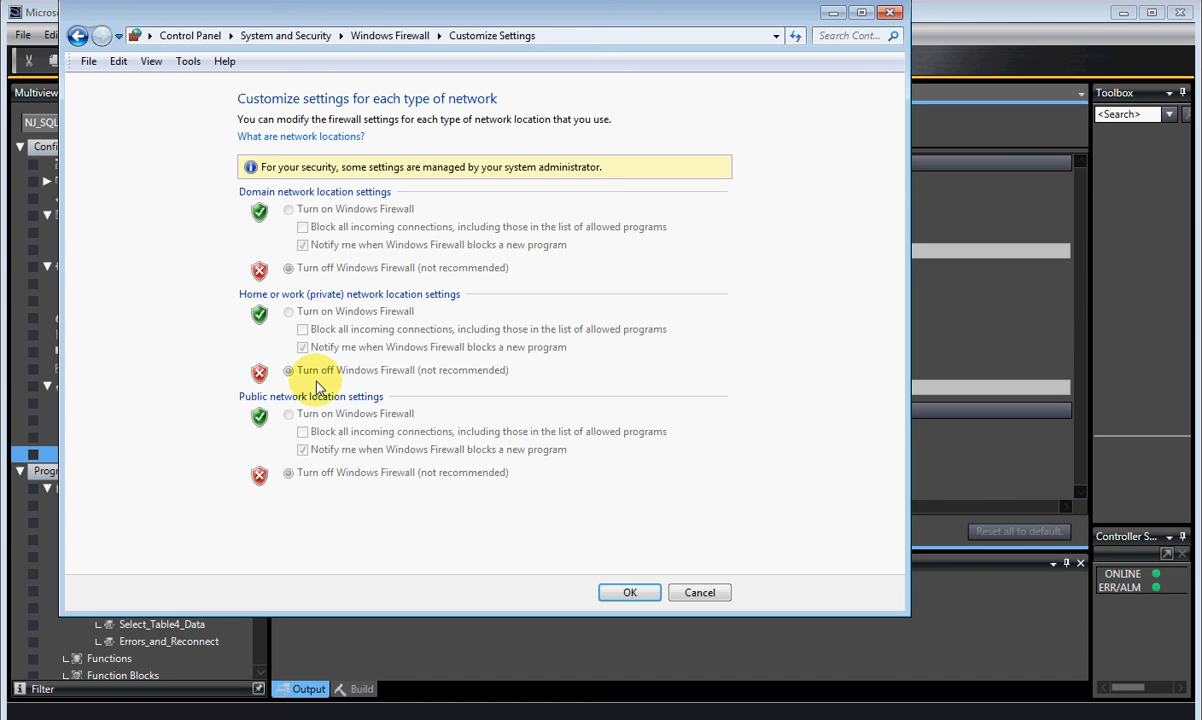 Micros
File Edi
Control Panel System and Security Windows Firewall Customize Settings
Search Cont...
File Edit View Tools Help
Multiview
Toolbox
NJ_SQL
<Search>
Customize settings for each type of network
You can modify the firewall settings for each type of network location that you use.
What are network locations?
Confi
For your security, some settings are managed by your system administrator.
Domain network location settings
Turn on Windows Firewall
Block all incoming connections, including those in the list of allowed programs
Notify me when Windows Firewall blocks a new program
Turn off Windows Firewall (not recommended)
Home or work (private) network location settings
Turn on Windows Firewall
Block all incoming connections, including those in the list of allowed programs
Notify me when Windows Firewall blocks a new program
Turn off Windows Firewall (not recommended)
Public network location settings
Turn on Windows Firewall
Block all incoming connections, including those in the list of allowed programs
Notify me when Windows Firewall blocks a new program
Progr
Turn off Windows Firewall (not recommended)
Reset all to default.
Controller S...
OK Cancel
ONLINE
ERR/ALM
Select_Table4_Data
Errors_and_Reconnect
Functions
Function Blocks
Filter
Output Build